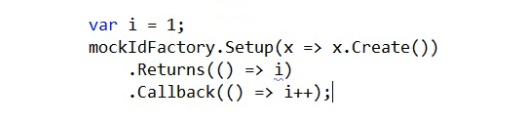 var i = 1;
mockIdFactory.Setup(x => x.Create())
    .Returns(() => i)
    .Callback(() => i++);